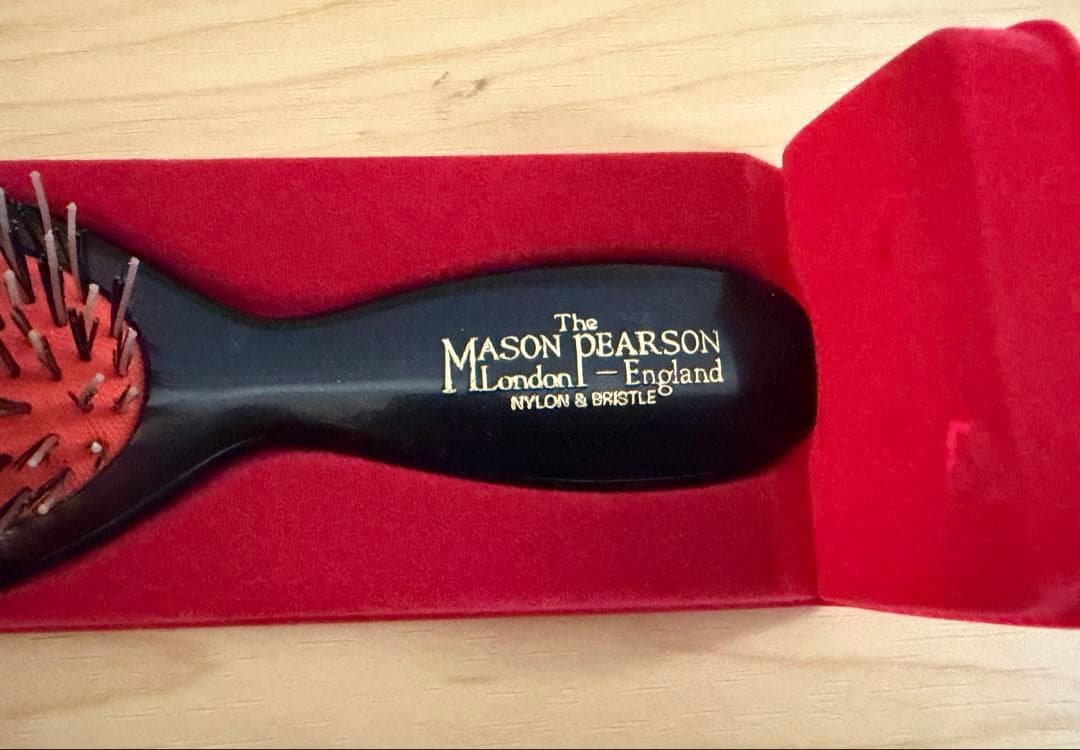 The
MASON PEARSON
London - England
NYLON & BRISTLE